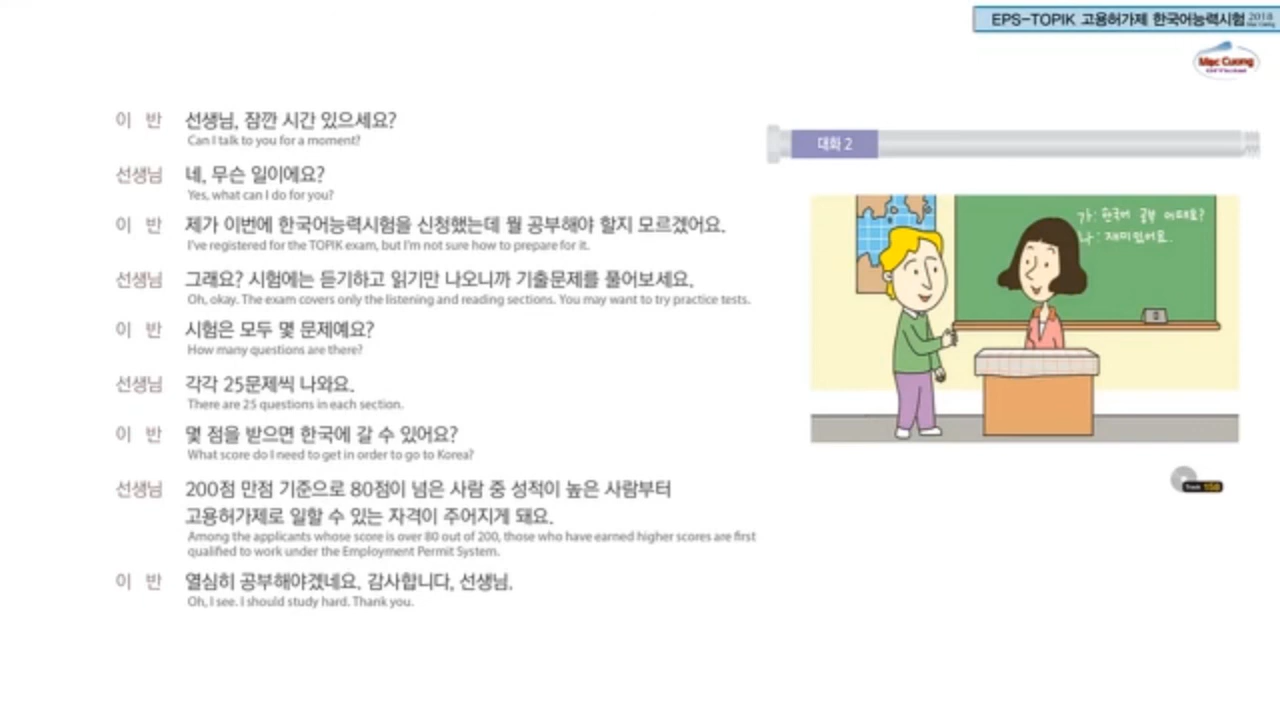 EPS-TOPIK 고용허가제 한국어능력시험 2018
Mac Cuong
이 반 선생님, 잠깐 시간 있으세요?
Can I talk to you for a moment?
선생님 네, 무슨 일이에요?
Yes, what can I do for you?
이 반 제가 이번에 한국어능력시험을 신청했는데 뭘 공부해야 할지 모르겠어요.
I've registered for the TOPIK exam, but I'm not sure how to prepare for it.
선생님 그래요? 시험에는 듣기하고 읽기만 나오니까 기출문제를 풀어보세요.
Oh, okay. The exam covers only the listening and reading sections. You may want to try practice tests.
이 반 시험은 모두 몇 문제예요?
How many questions are there?
선생님 각각 25문제씩 나와요.
There are 25 questions in each section.
이 반 몇 점을 받으면 한국에 갈 수 있어요?
What score do I need to get in order to go to Korea?
선생님 200점 만점 기준으로 80점이 넘은 사람 중 성적이 높은 사람부터
고용허가제로 일할 수 있는 자격이 주어지게 돼요.
Among the applicants whose score is over 80 out of 200, those who have earned higher scores are first
qualified to work under the Employment Permit System.
이 반 열심히 공부해야겠네요. 감사합니다, 선생님.
Oh, I see. I should study hard. Thank you.
대화 2
가: 한국어 공부 어때요?
나: 재미있어요.
Track 158